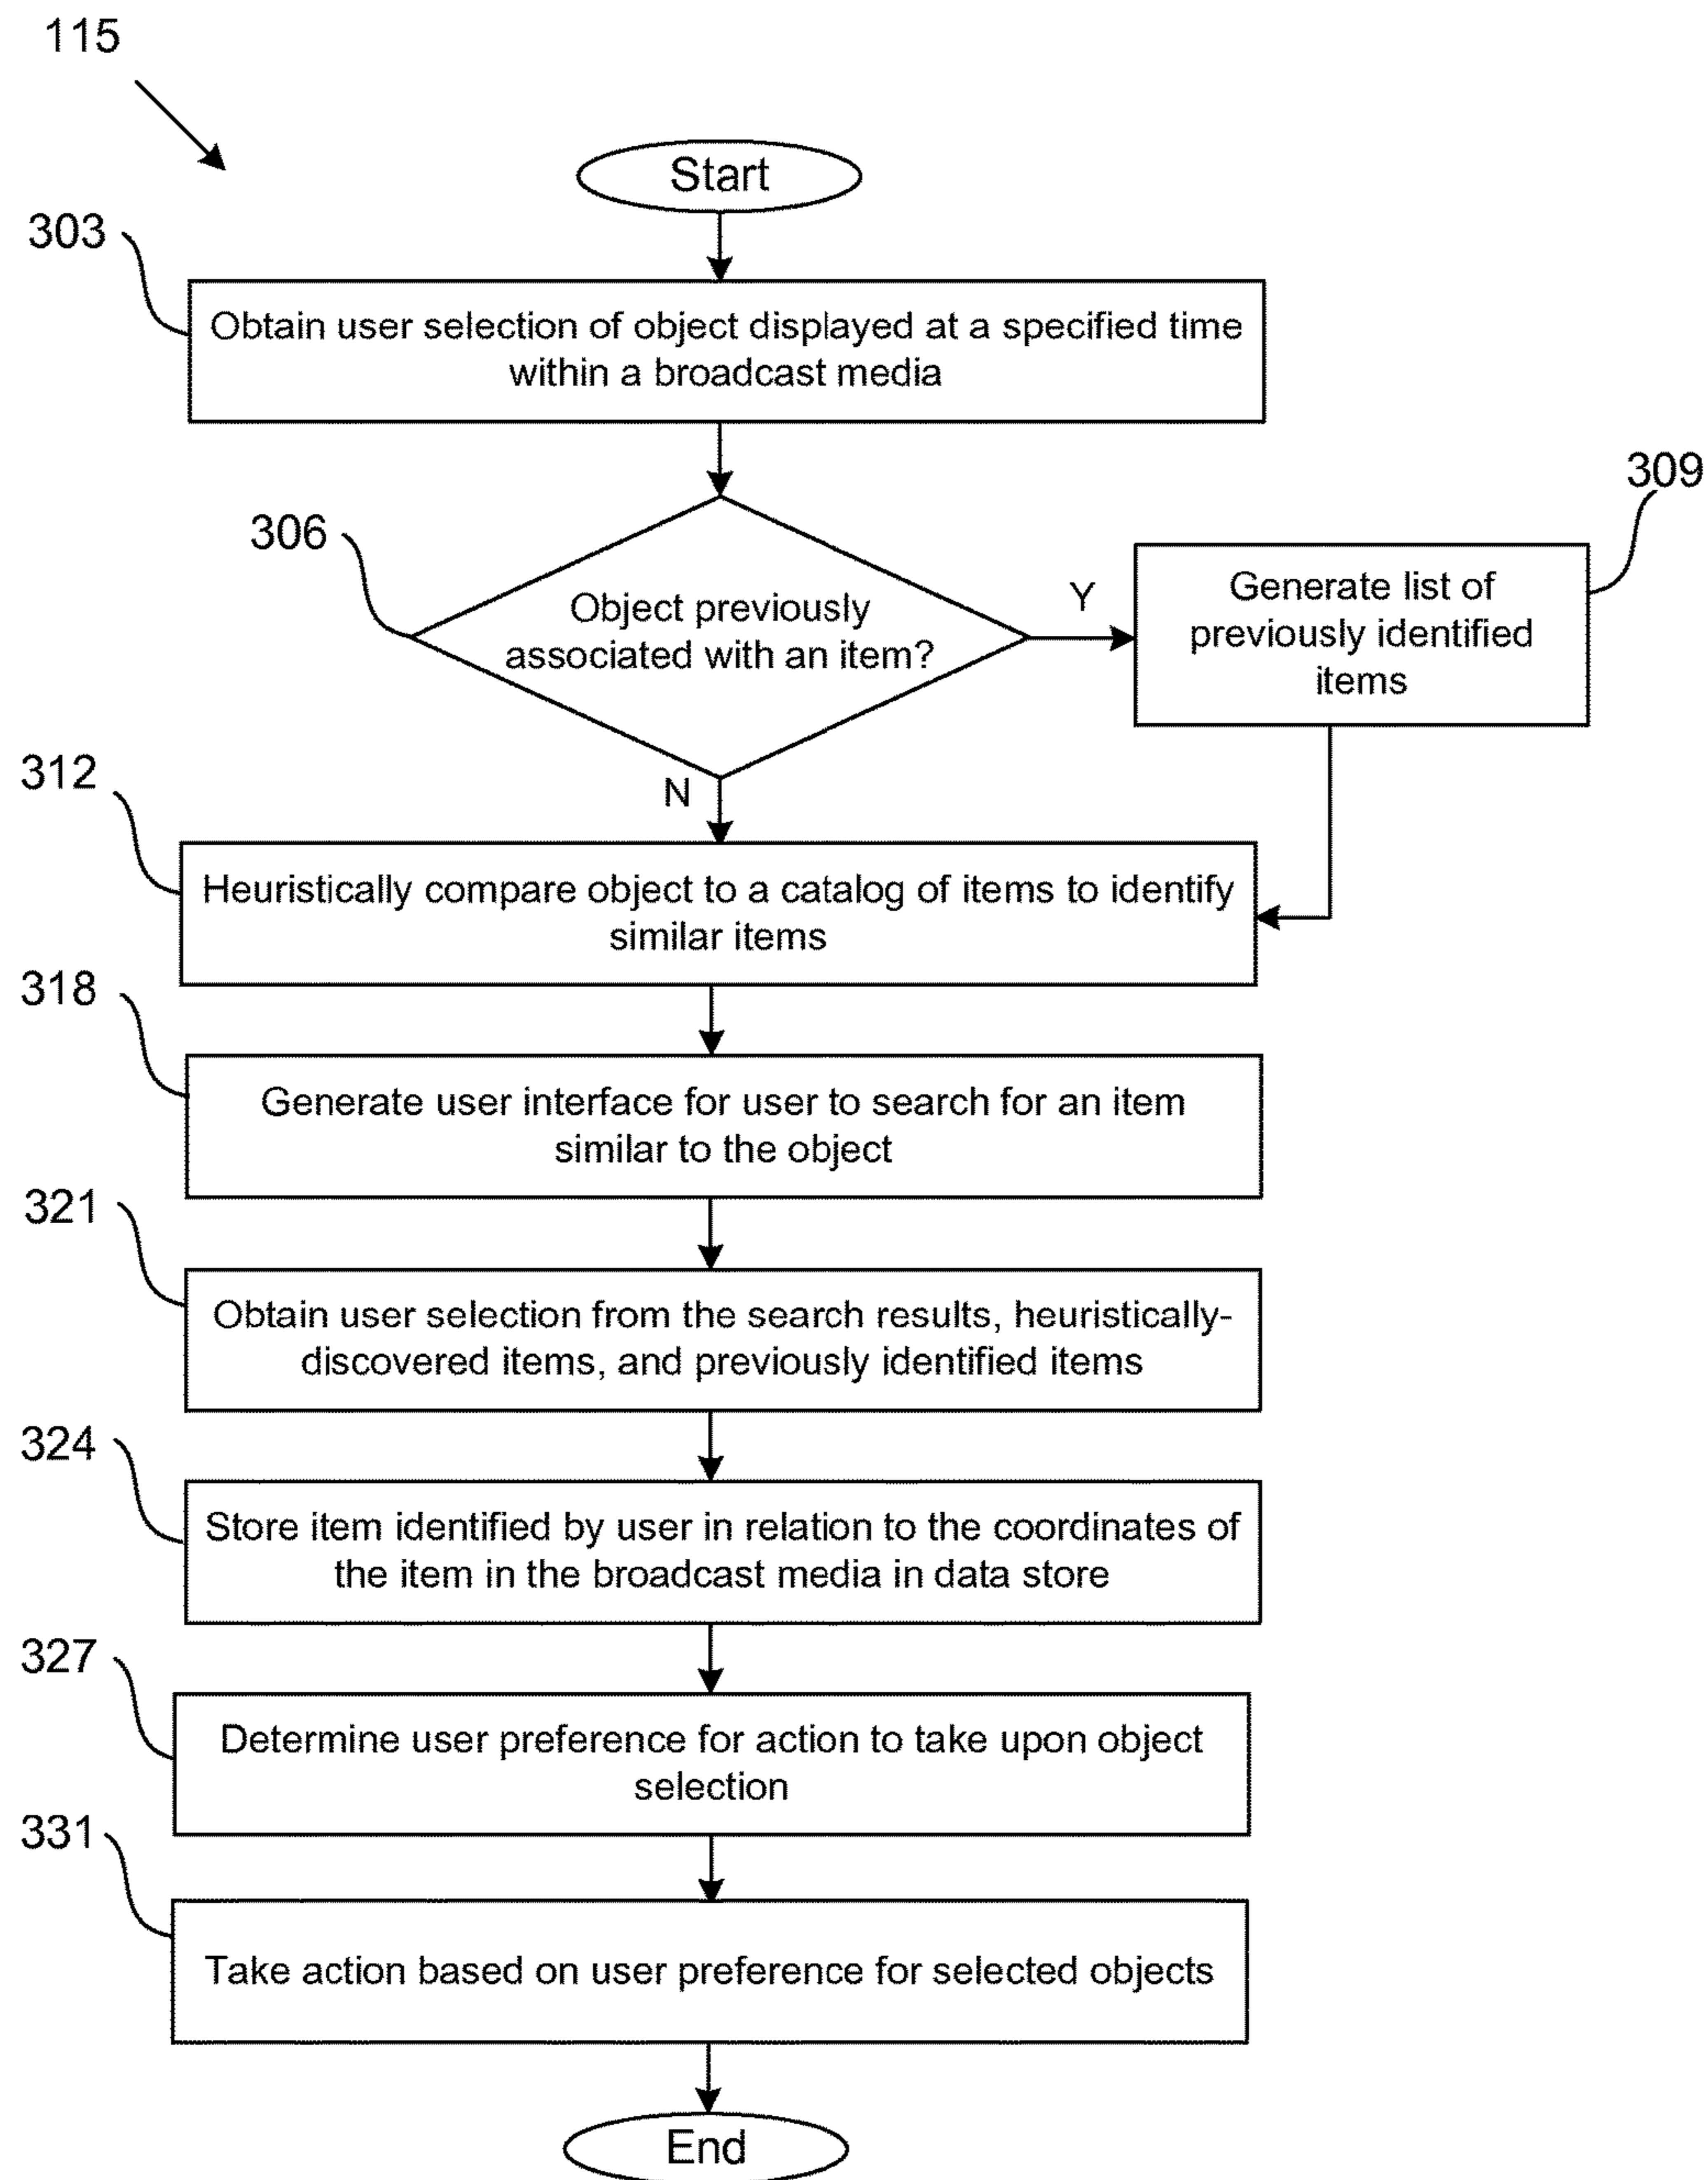 115
Start
303
Obtain user selection of object displayed at a specified time
within a broadcast media
309
306
Object previously
associated with an item?
Y
Generate list of
previously identified
items
N
312
Heuristically compare object to a catalog of items to identify
similar items
318
Generate user interface for user to search for an item
similar to the object
321
Obtain user selection from the search results, heuristically-
discovered items, and previously identified items
324
Store item identified by user in relation to the coordinates of
the item in the broadcast media in data store
327
Determine user preference for action to take upon object
selection
331
Take action based on user preference for selected objects
End